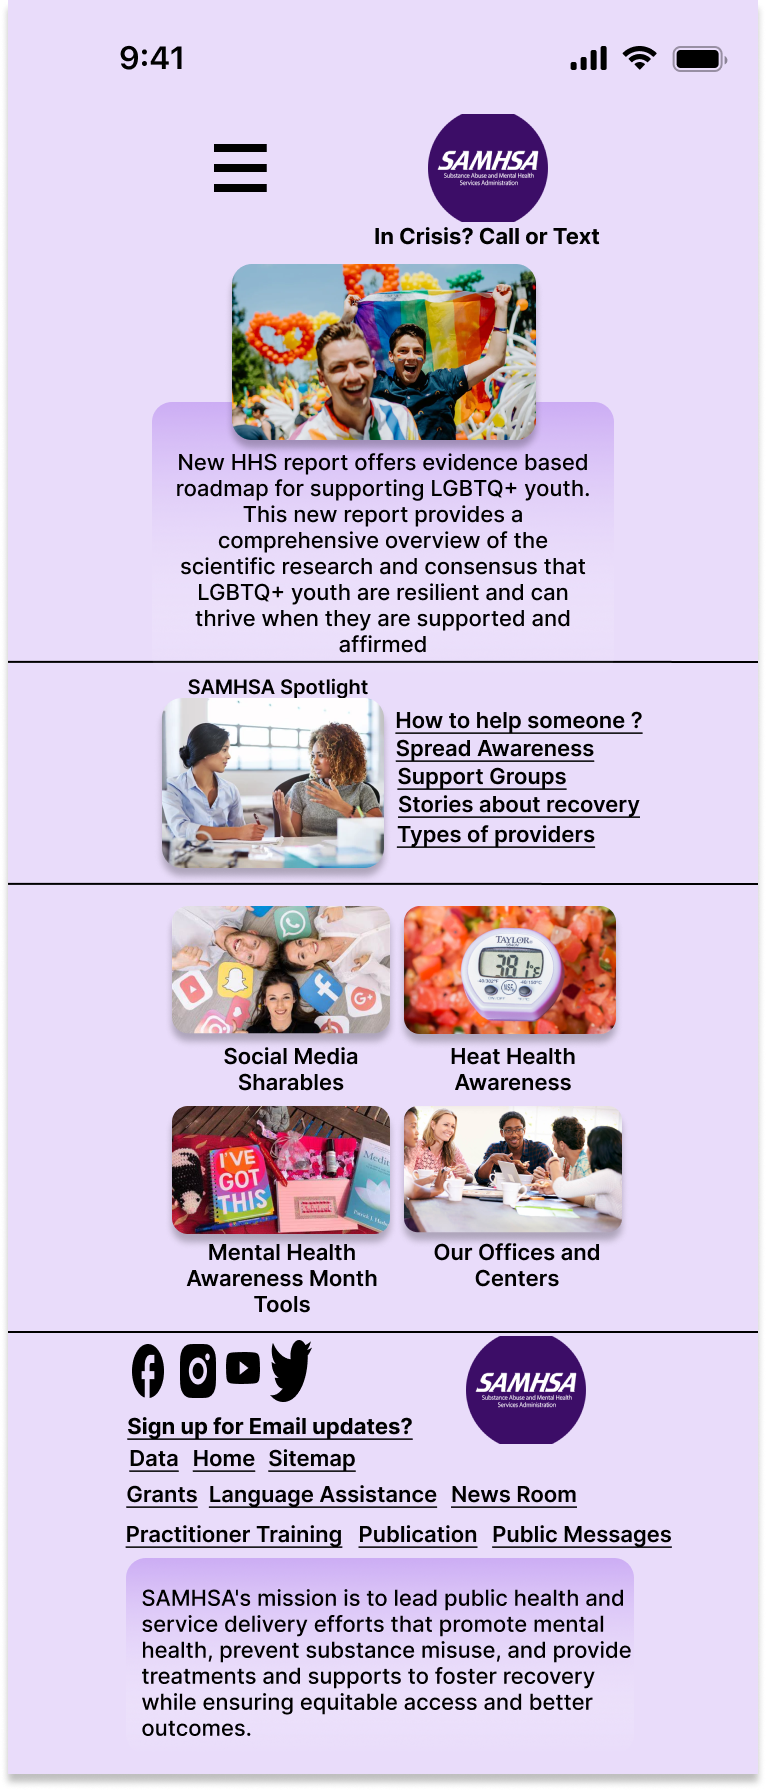 9:41
SAMHSA
Substance Abuse and Mental Health
Services Administration
In Crisis? Call or Text
New HHS report offers evidence based
roadmap for supporting LGBTQ+ youth.
This new report provides a
comprehensive overview of the
scientific research and consensus that
LGBTQ+ youth are resilient and can
thrive when they are supported and
affirmed
SAMHSA Spotlight
How to help someone ?
Spread Awareness
Support Groups
Stories about recovery
Types of providers
TAYLOR
38.1°C
NSF
Social Media
Sharables
Heat Health
Awareness
I'VE
GOT
THIS
Mental Health
Awareness Month
Tools
Our Offices and
Centers
SAMHSA
Substance Abuse and Mental Health
Services Administration
Sign up for Email updates?
Data Home Sitemap
Grants Language Assistance News Room
Practitioner Training Publication Public Messages
SAMHSA's mission is to lead public health and
service delivery efforts that promote mental
health, prevent substance misuse, and provide
treatments and supports to foster recovery
while ensuring equitable access and better
outcomes.